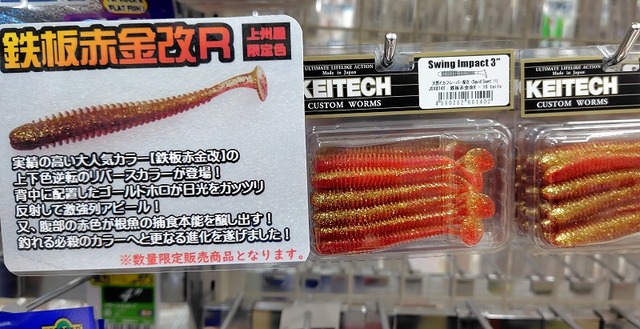 鉄板赤金改R
上州屋
限定色
実績の高い大人気カラー【鉄板赤金改】の
上下色逆転のリバースカラーが登場!
背中に配置したゴールドホロが日光をガッツリ
反射して激強列アピール!
又、腹部の赤色が根魚の捕食本能を醸し出す!
釣れる必殺のカラーへと更なる進化を遂げました!
※数量限定販売商品となります。
ULTIMATE LIFELIKE ACTION
Made in Japan
KEITECH
CUSTOM WORMS
Swing Impact 3"
ULTIMATE LIFELIKE ACTION
Made in Japan
KEITECH
CUSTOM WORMS
4"